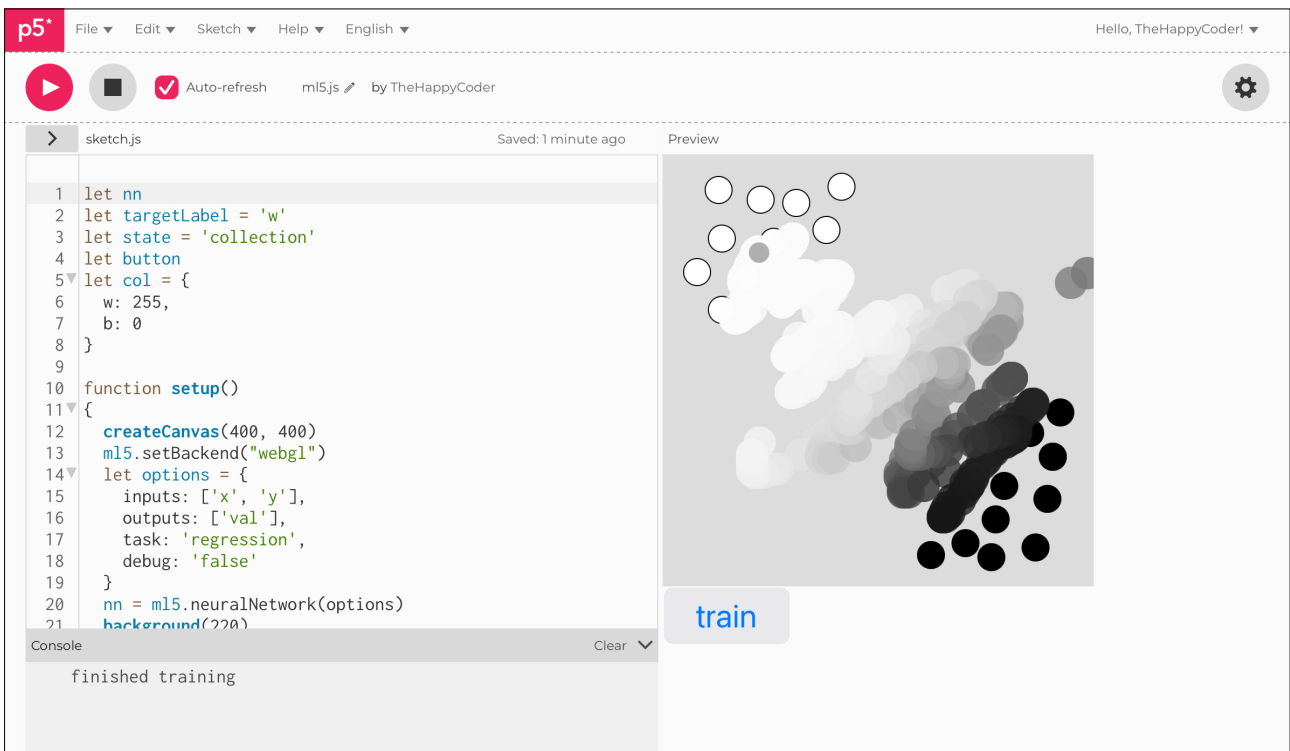 p5* File Edit Sketch Help English Hello, TheHappyCoder!
Auto-refresh ml5.js by TheHappyCoder
sketch.js Saved: 1 minute ago Preview
1 let nn
2 let targetLabel = 'w'
3 let state = 'collection'
4 let button
5 let col = {
6 w: 255,
7 b: 0
8 }
9
10 function setup()
11 {
12 createCanvas(400, 400)
13 ml5.setBackend("webgl")
14 let options = {
15 inputs: ['x', 'y'],
16 outputs: ['val'],
17 task: 'regression',
18 debug: 'false'
19 }
20 nn = ml5.neuralNetwork(options)
21 background(220)
train
Console Clear
finished training